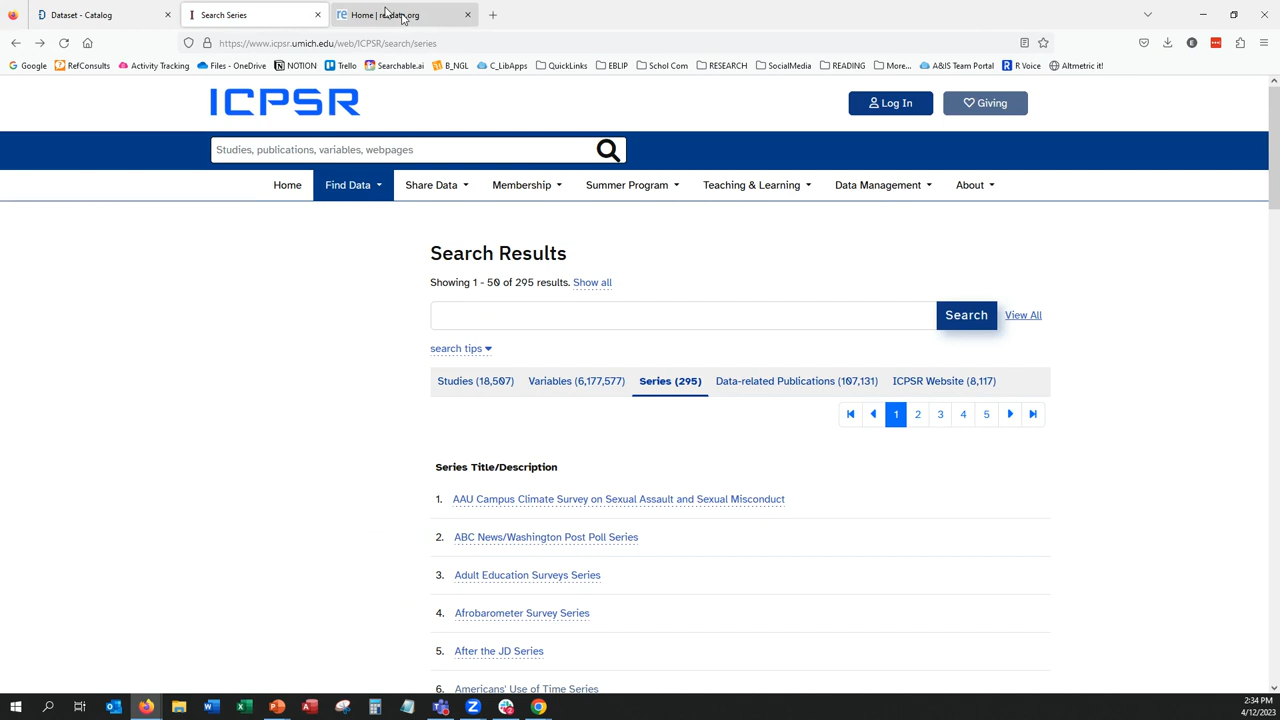 Dataset - Catalog
Search Series
Home | re
.org
https://www.icpsr.umich.edu/web/ICPSR/search/series
Google
RefConsults
Activity Tracking
Files - OneDrive
NOTION
Trello
Searchable.ai
B_NGL
C_LibApps
QuickLinks
EBLIP
Schol Com
RESEARCH
SocialMedia
READING
More...
A&IS Team Portal
R Voice
Altmetric it!
ICPSR
Log In
Giving
Studies, publications, variables, webpages
Home
Find Data
Share Data
Membership
Summer Program
Teaching & Learning
Data Management
About
Search Results
Showing 1 - 50 of 295 results. Show all
Search
View All
search tips
Studies (18,507)
Variables (6,177,577)
Series (295)
Data-related Publications (107,131)
ICPSR Website (8,117)
1 2 3 4 5
Series Title/Description
1. AAU Campus Climate Survey on Sexual Assault and Sexual Misconduct
2. ABC News/Washington Post Poll Series
3. Adult Education Surveys Series
4. Afrobarometer Survey Series
5. After the JD Series
6. Americans' Use of Time Series
2:34 PM
4/12/2023